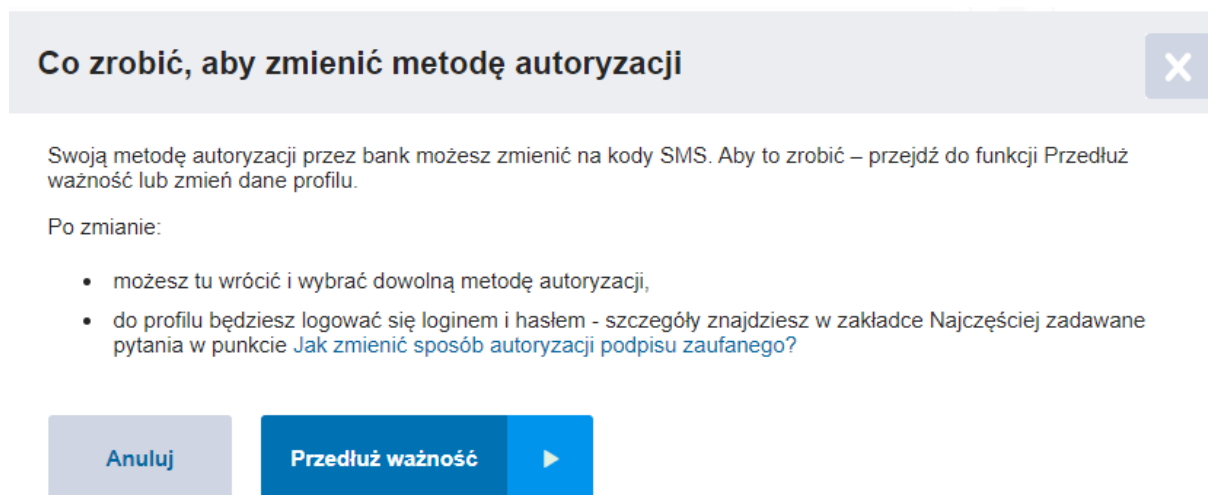 Co zrobić, aby zmienić metodę autoryzacji
Swoją metodę autoryzacji przez bank możesz zmienić na kody SMS. Aby to zrobić – przejdź do funkcji Przedłuż
ważność lub zmień dane profilu.
Po zmianie:
• możesz tu wrócić i wybrać dowolną metodę autoryzacji,
• do profilu będziesz logować się loginem i hasłem - szczegóły znajdziesz w zakładce Najczęściej zadawane
pytania w punkcie Jak zmienić sposób autoryzacji podpisu zaufanego?
Anuluj
Przedłuż ważność